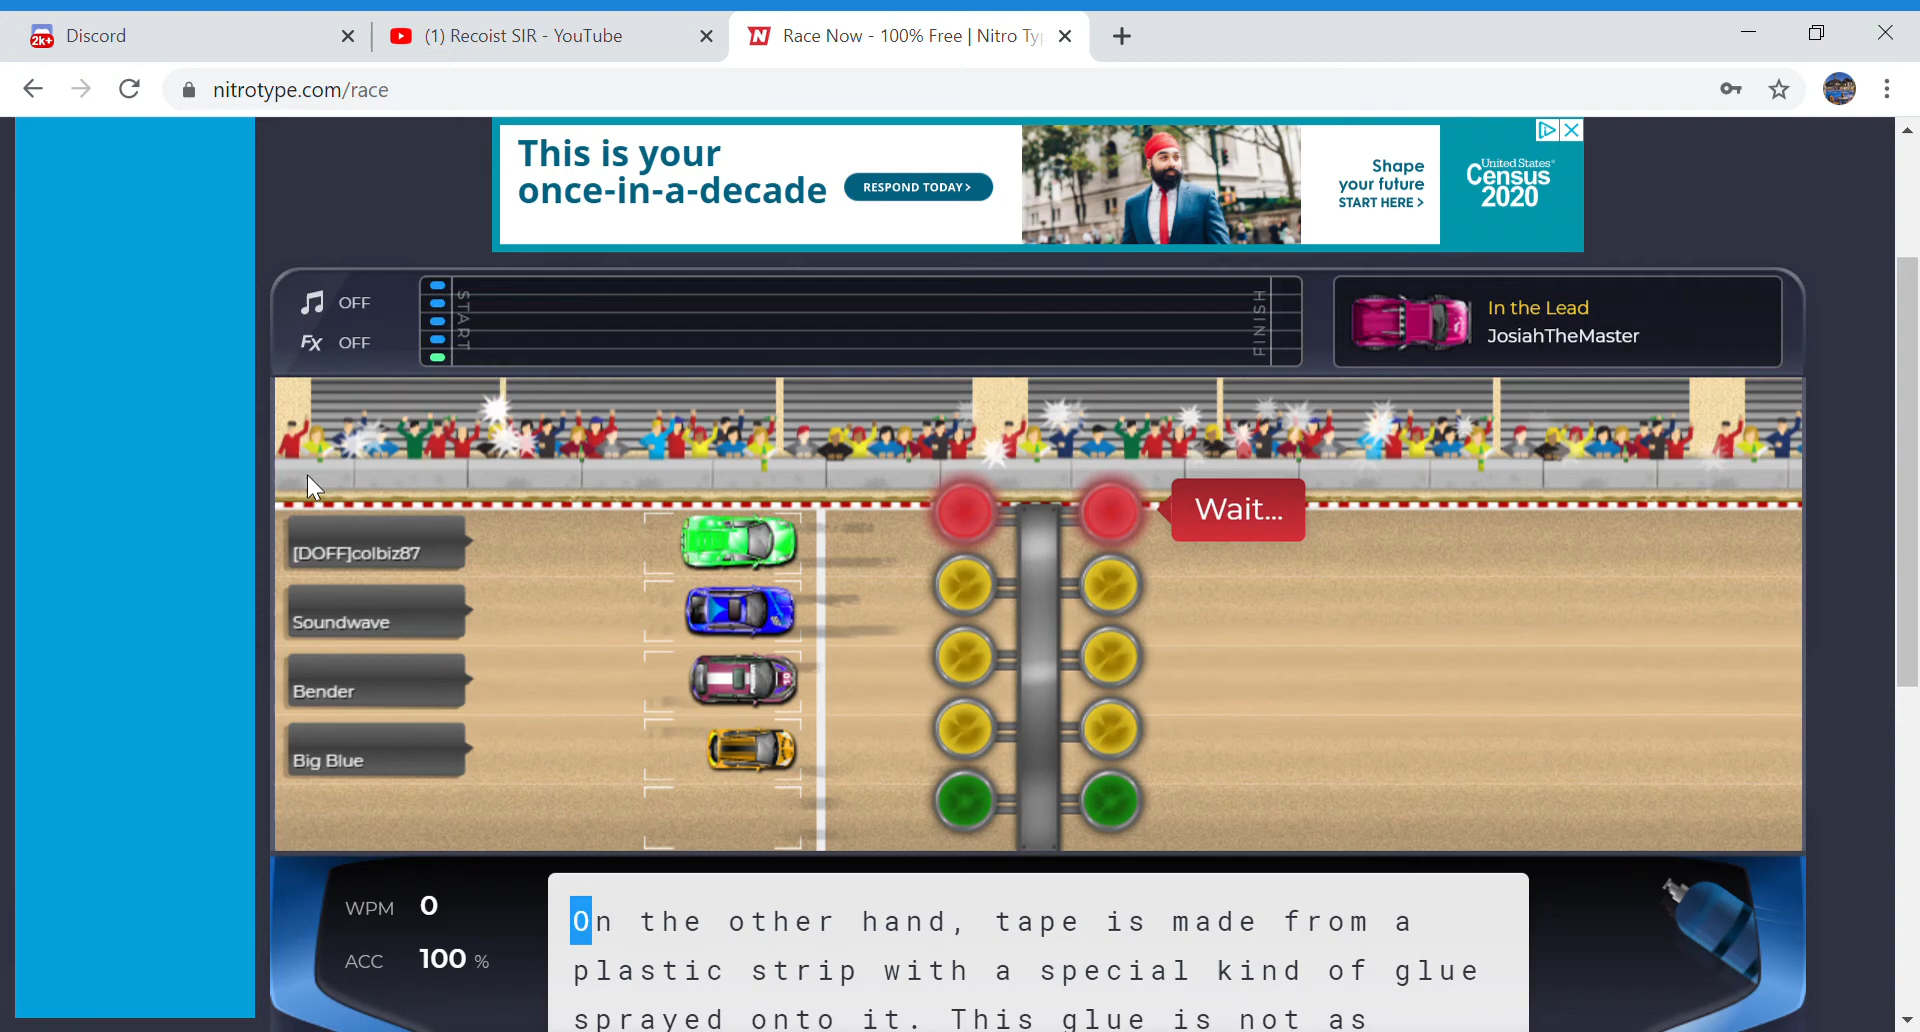 2k+ Discord
(1) Recoist SIR - YouTube
Race Now - 100% Free | Nitro Ty
nitrotype.com/race
This is your
once-in-a-decade
RESPOND TODAY >
Shape
your future
START HERE >
United States®
Census
2020
OFF
FX OFF
START
FINISH
In the Lead
JosiahTheMaster
Wait...
[DOFF]colbiz87
Soundwave
Bender
Big Blue
WPM 0
ACC 100 %
On the other hand, tape is made from a
plastic strip with a special kind of glue
sprayed onto it. This glue is not as